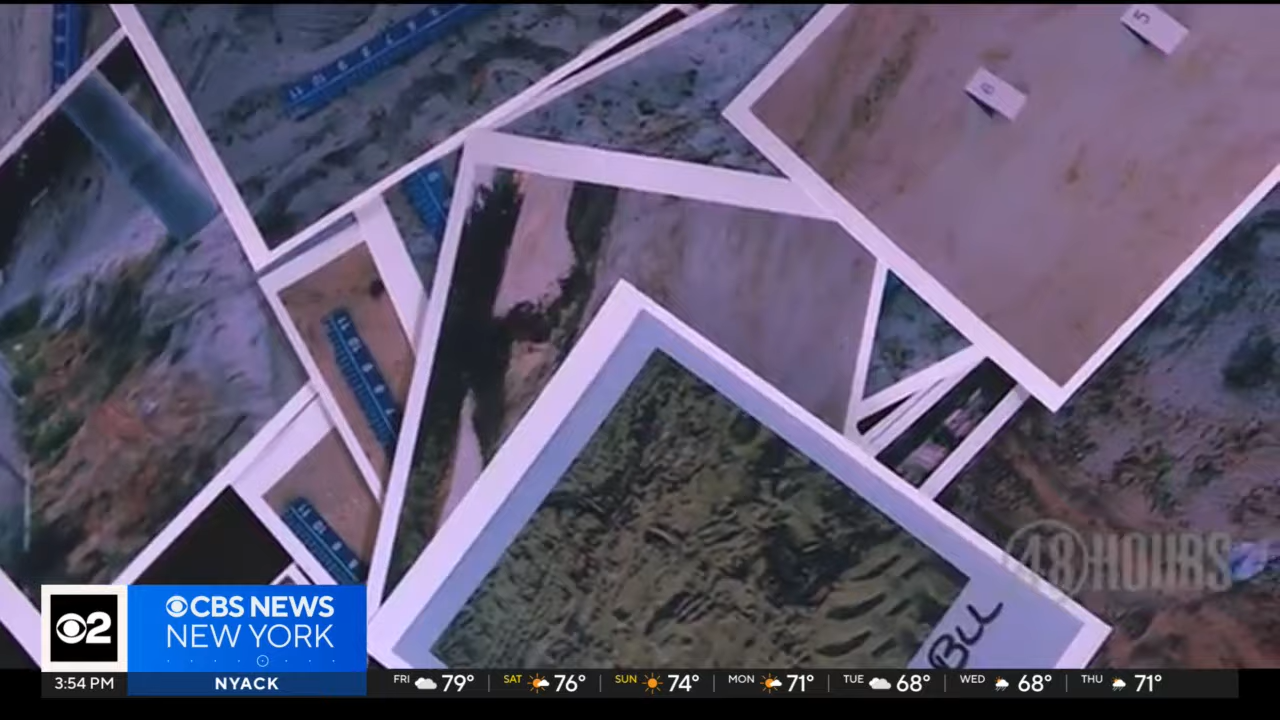 5
6
48 HOURS
BLL
2
CBS NEWS
NEW YORK
3:54 PM
NYACK
FRI 79° SAT 76° SUN 74° MON 71° TUE 68° WED 68° THU 71°